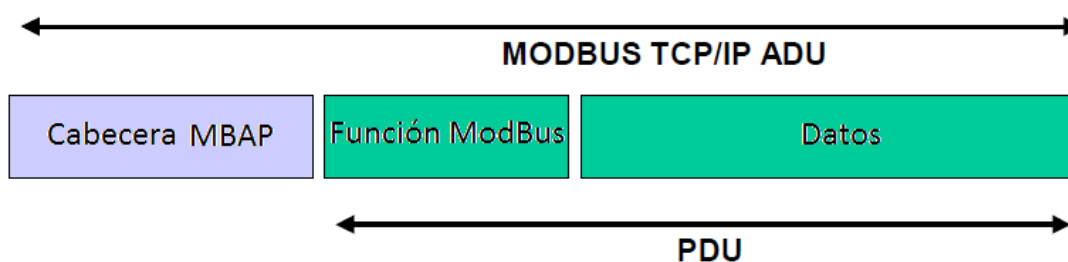 MODBUS TCP/IP ADU
Cabecera MBAP
Función ModBus
Datos
PDU